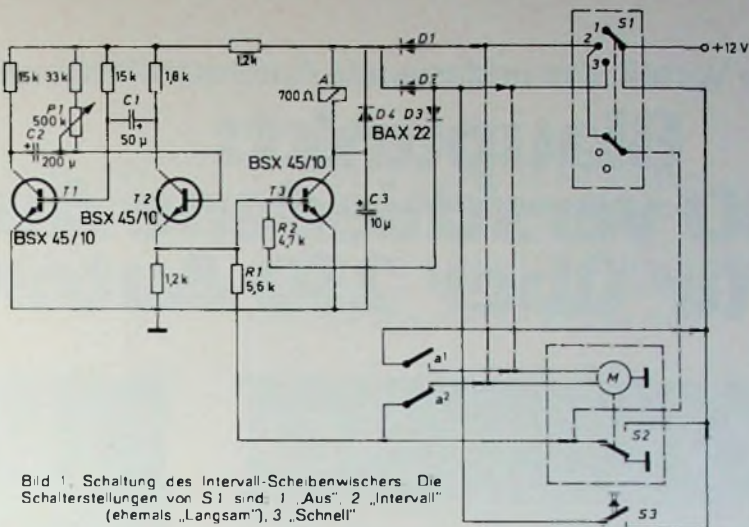 1,2k
D1
1
S1
2
+12 V
3
15k
33k
15k
1,8k
A
700 Ω
D2
P1
500k
C1
50 μ
D4
D3
BAX 22
C2
200 μ
BSX 45/10
T1
T2
T3
BSX 45/10
BSX 45/10
C3
10 μ
R2
4,7k
1,2k
R1
5,6k
a1
M
a2
S2
S3
Bild 1. Schaltung des Intervall-Scheibenwischers. Die
Schalterstellungen von S1 sind: 1 „Aus", 2 „Intervall"
(ehemals „Langsam"), 3 „Schnell"